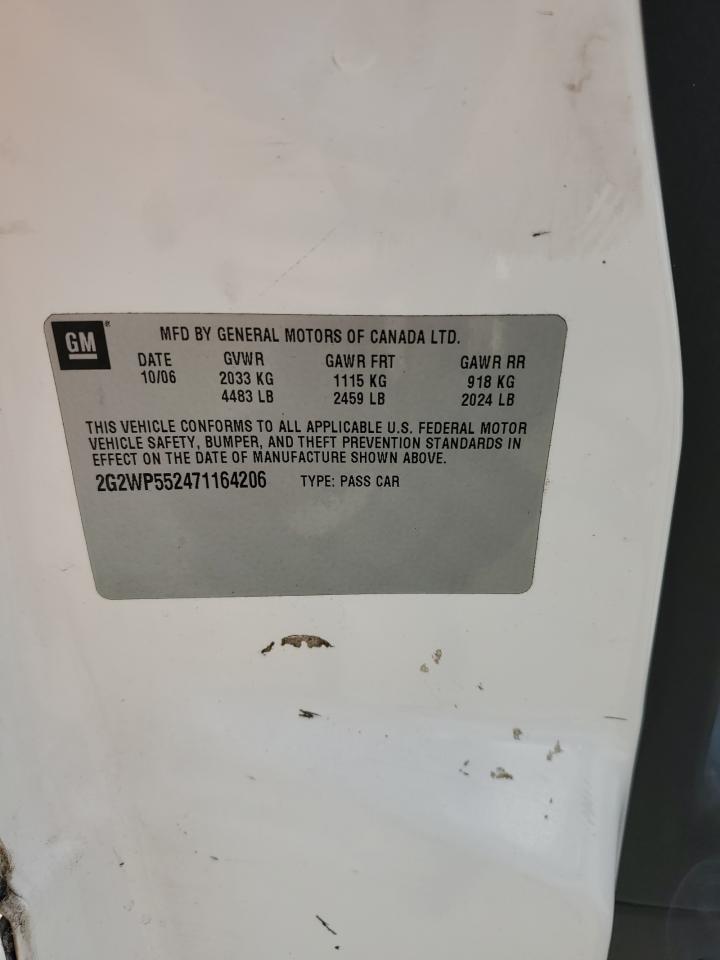 GM®
MFD BY GENERAL MOTORS OF CANADA LTD.
DATE GVWR GAWR FRT GAWR RR
10/06 2033 KG 1115 KG 918 KG
4483 LB 2459 LB 2024 LB
THIS VEHICLE CONFORMS TO ALL APPLICABLE U.S. FEDERAL MOTOR
VEHICLE SAFETY, BUMPER, AND THEFT PREVENTION STANDARDS IN
EFFECT ON THE DATE OF MANUFACTURE SHOWN ABOVE.
2G2WP552471164206 TYPE: PASS CAR